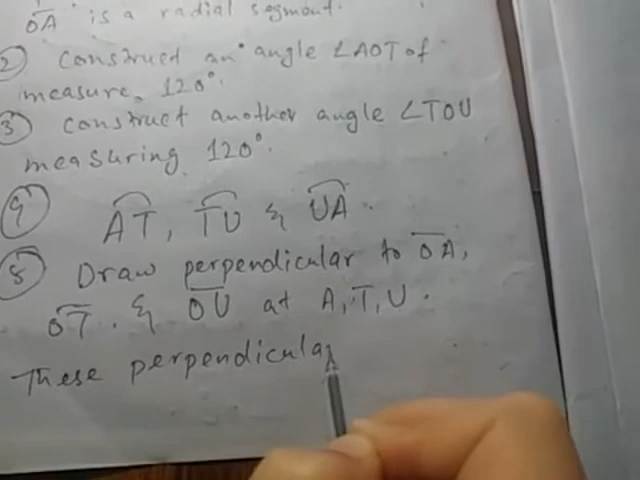 OA is a radial segment.
② construct an angle ∠AOT of
measure 120°.
③ construct another angle ∠TOU
measuring 120°.
④ AT, TU & UA.
⑤ Draw perpendicular to OA,
OT. & OU at A, T, U.
These perpendicular